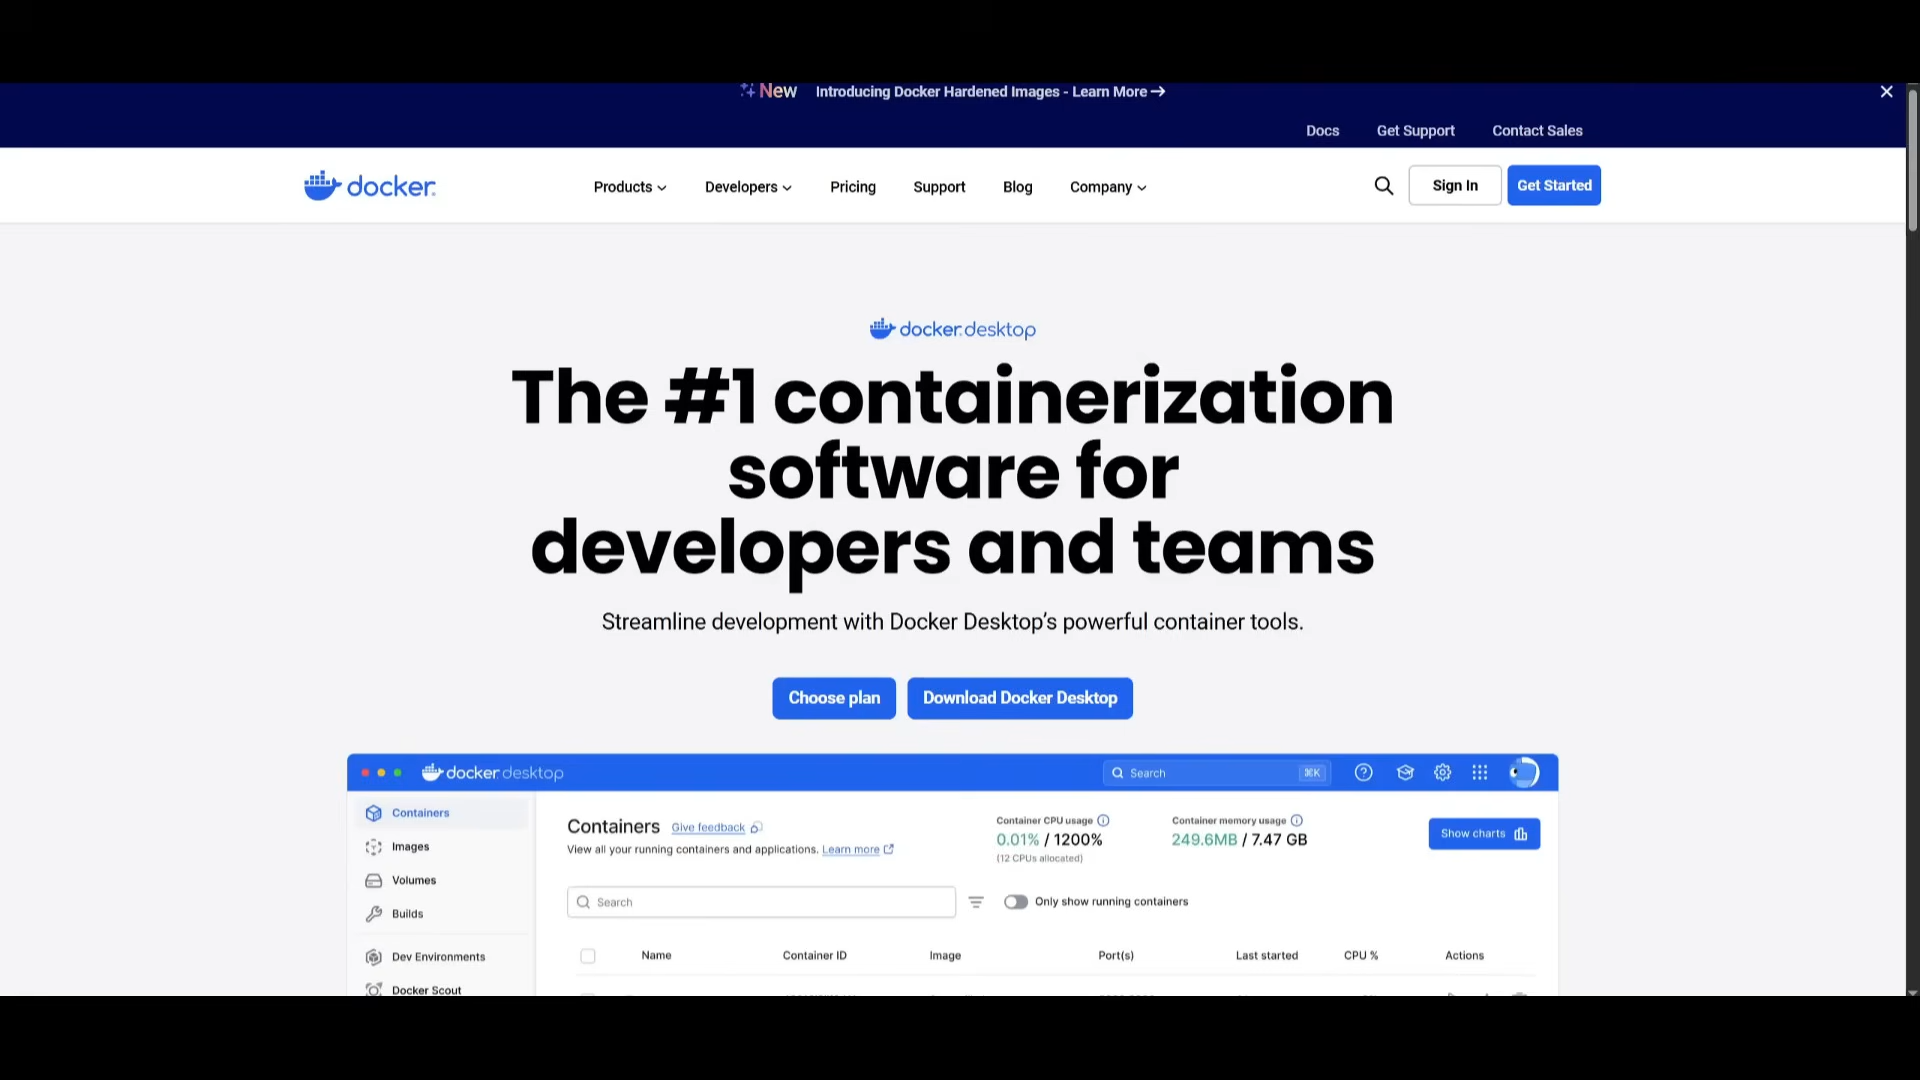 New Introducing Docker Hardened Images - Learn More →
Docs Get Support Contact Sales
docker Products Developers Pricing Support Blog Company Sign In Get Started
docker.desktop
The #1 containerization
software for
developers and teams
Streamline development with Docker Desktop’s powerful container tools.
Choose plan Download Docker Desktop
docker.desktop Search ⌘K
Containers
Images
Volumes
Builds
Dev Environments
Docker Scout
Containers Give feedback
View all your running containers and applications. Learn more
Container CPU usage
0.01% / 1200%
(12 CPUs allocated)
Container memory usage
249.6MB / 7.47 GB
Show charts
Search Only show running containers
Name Container ID Image Port(s) Last started CPU % Actions